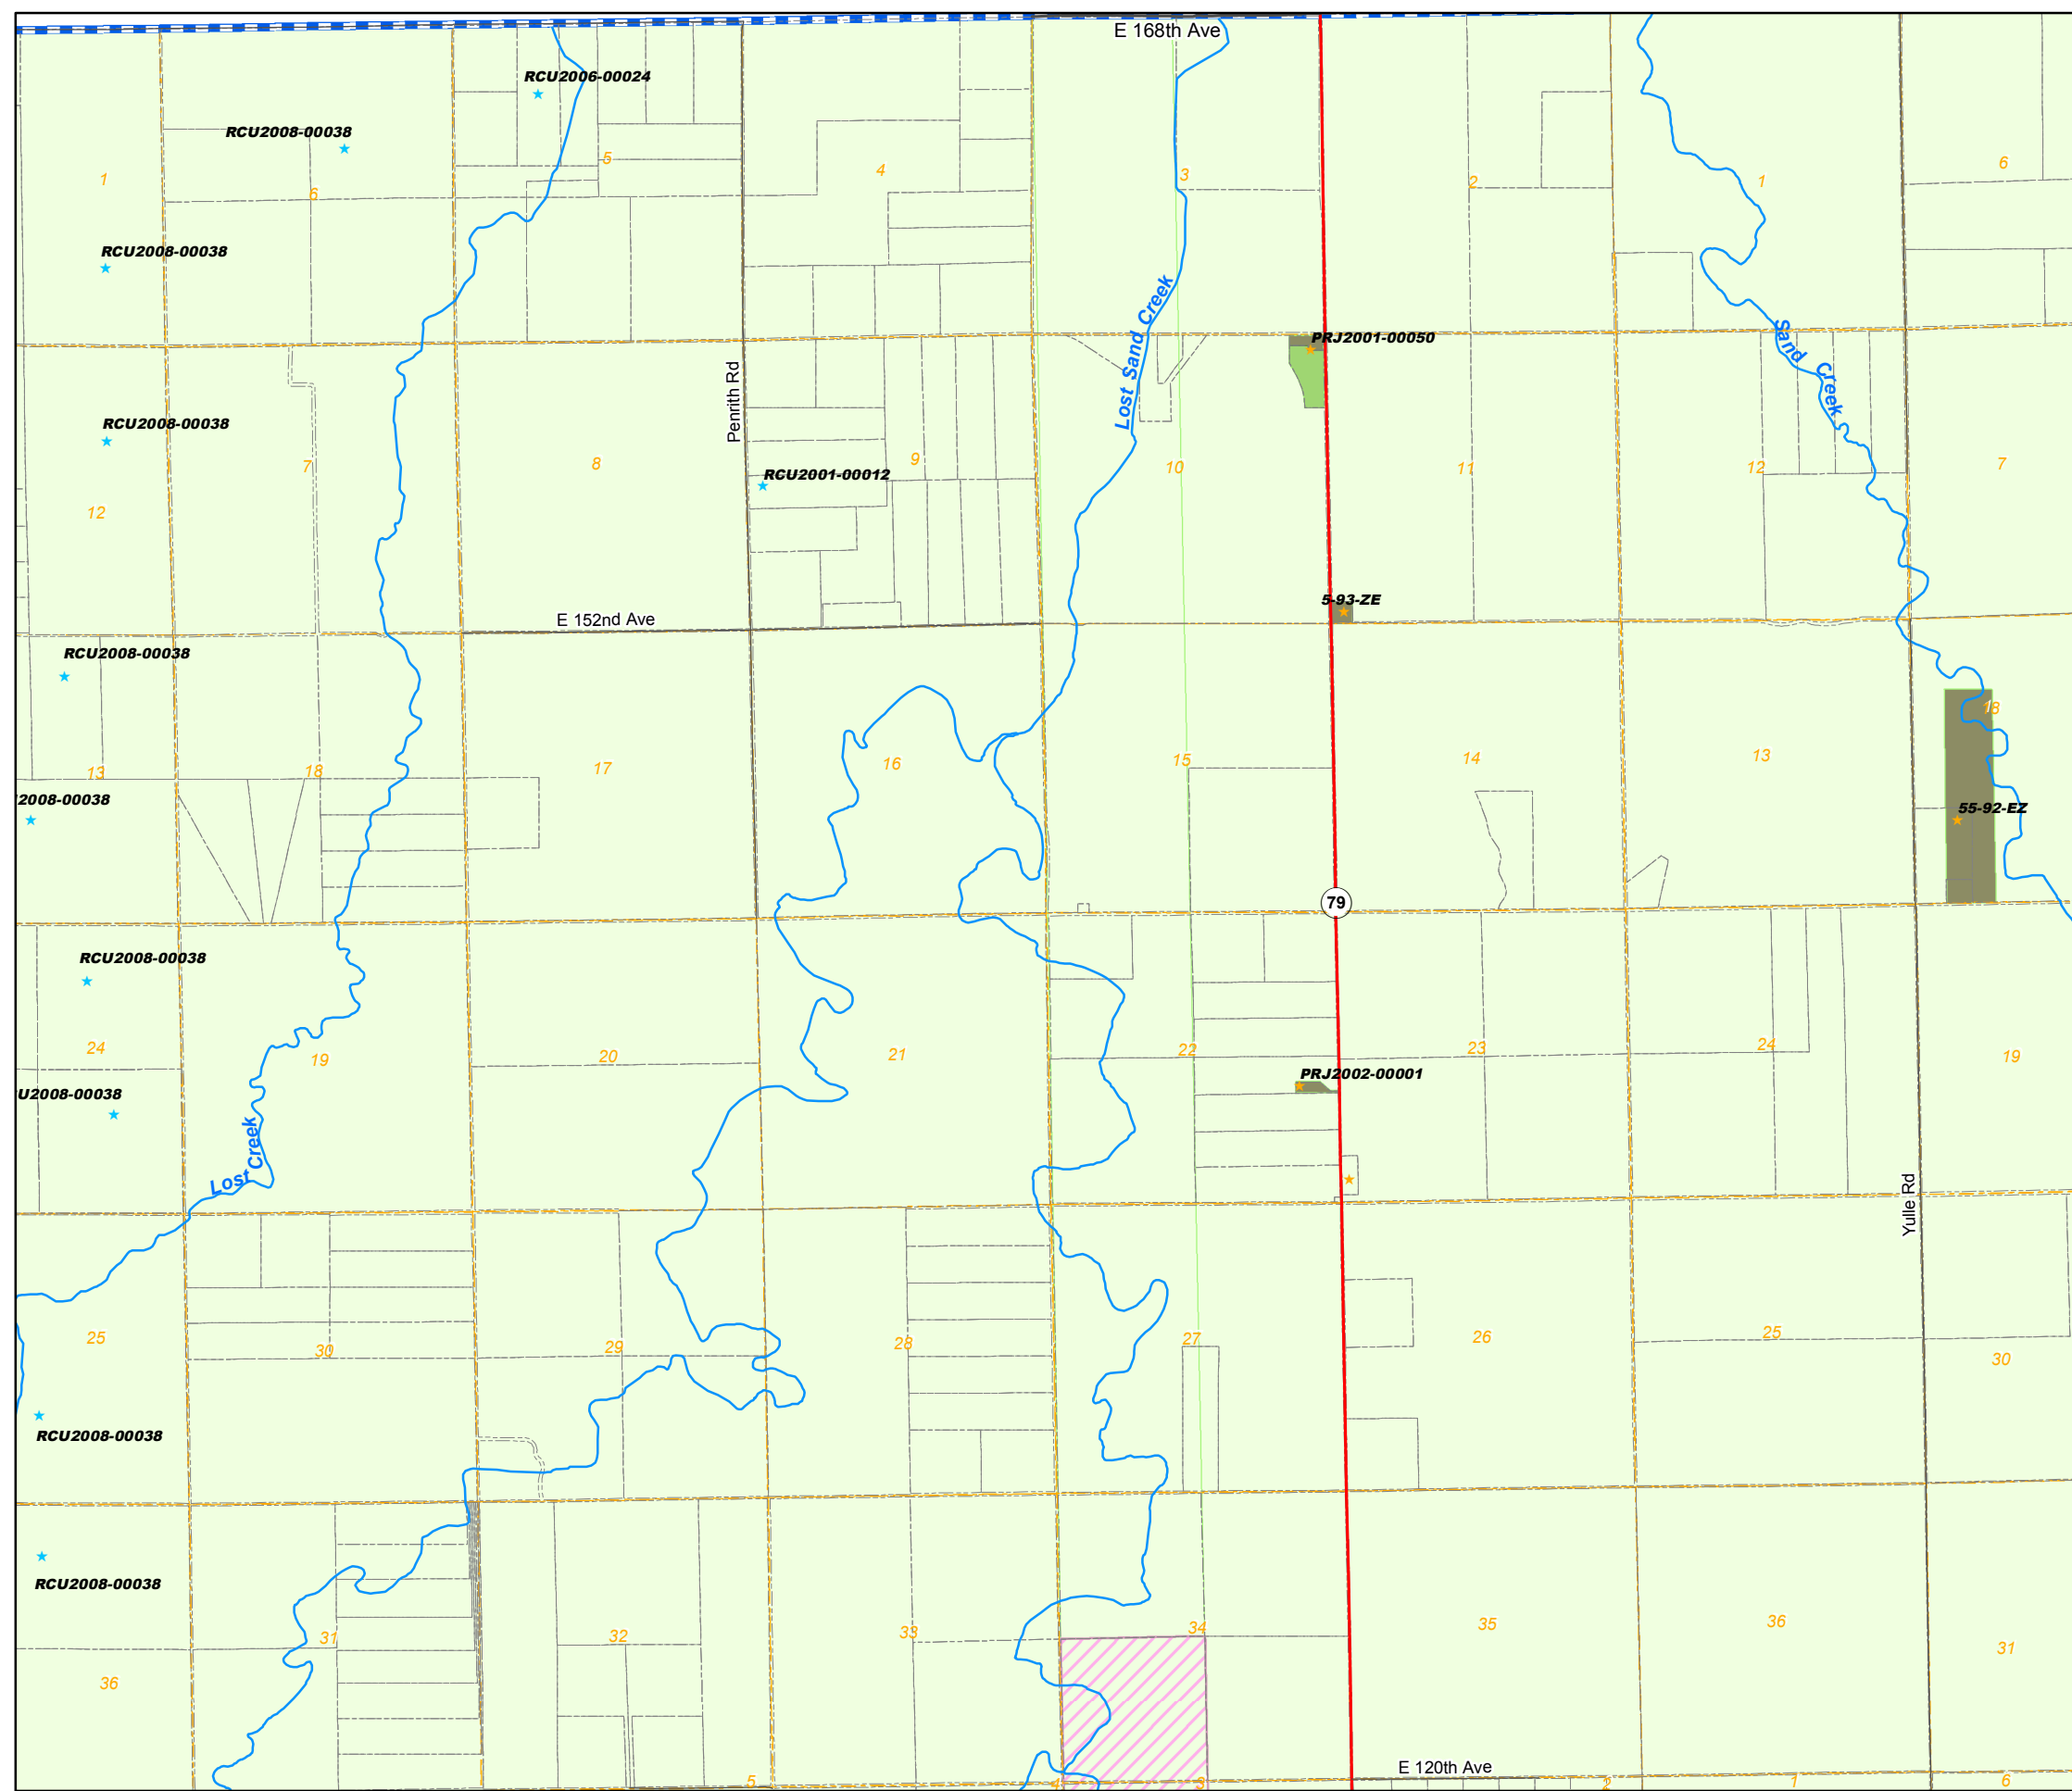 E 168th Ave
RCU2006-00024
RCU2008-00038
5
4
3
2
1
6
1
6
RCU2008-00038
Lost Sand Creek
PRJ2001-00050
Sand Creek
Penrith Rd
RCU2008-00038
7
8
9
10
11
12
7
RCU2001-00012
12
5-93-ZE
E 152nd Ave
RCU2008-00038
18
13
18
17
16
15
14
13
2008-00038
55-92-EZ
79
RCU2008-00038
24
19
20
21
22
23
24
19
PRJ2002-00001
U2008-00038
Lost Creek
Yulle Rd
25
30
29
28
27
26
25
30
RCU2008-00038
RCU2008-00038
31
32
33
34
35
36
31
36
E 120th Ave
5
4
3
2
1
6